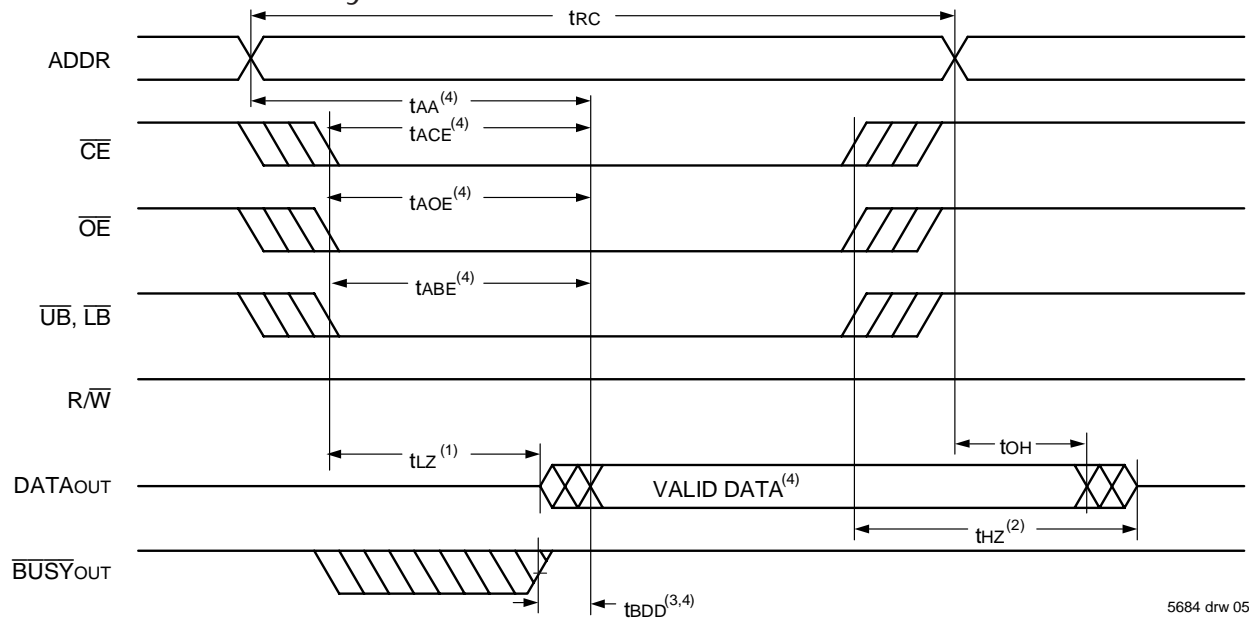 tRC
ADDR
tAA(4)
CE
tACE(4)
OE
tAOE(4)
UB, LB
tABE(4)
R/W
tLZ(1)
tOH
DATAOUT
VALID DATA(4)
tHZ(2)
BUSYOUT
tBDD(3,4)
5684 drw 05